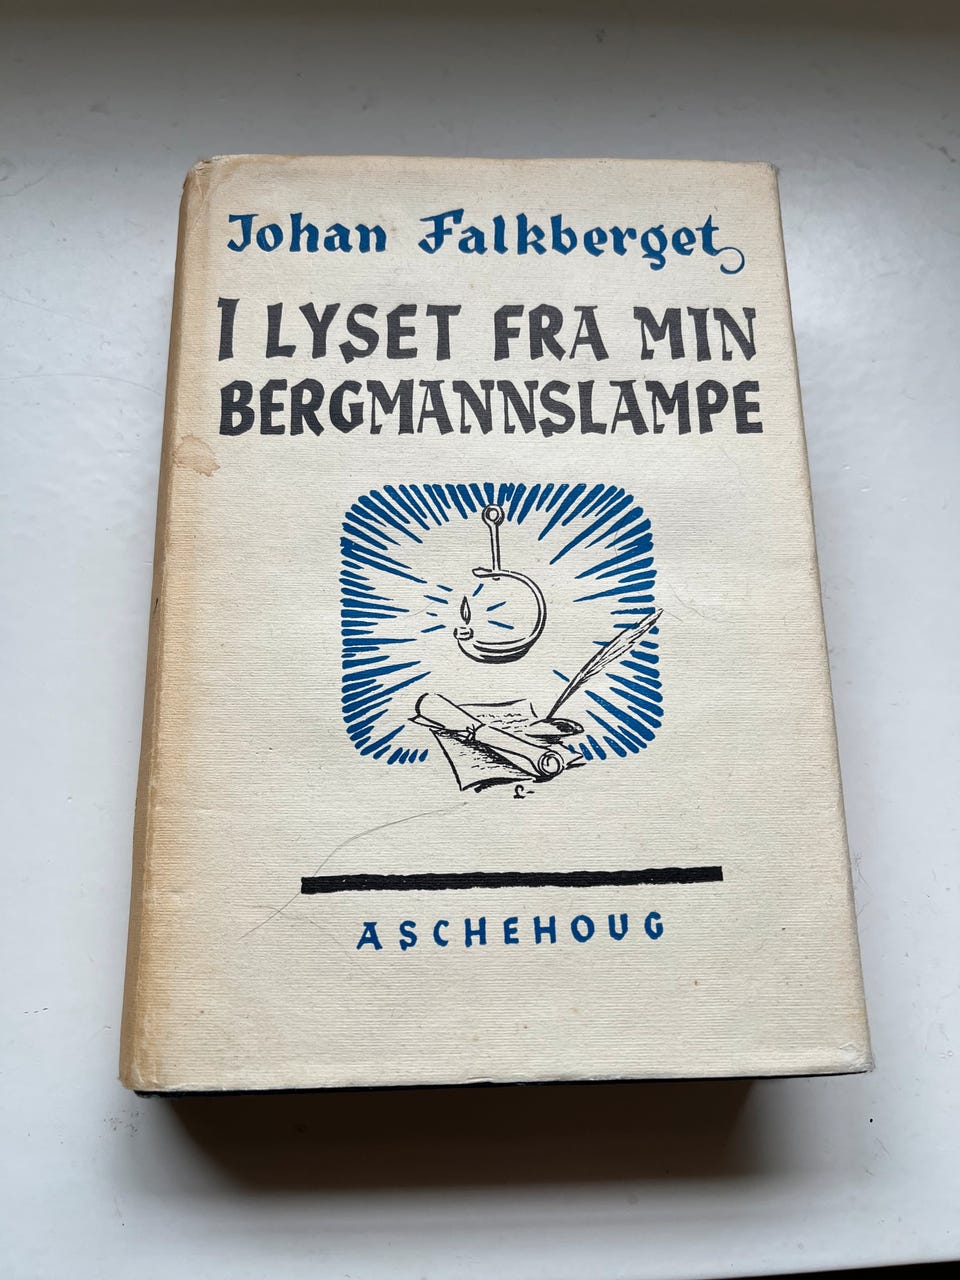 Johan Falkberget
I LYSET FRA MIN
BERGMANNSLAMPE
ASCHEHOUG